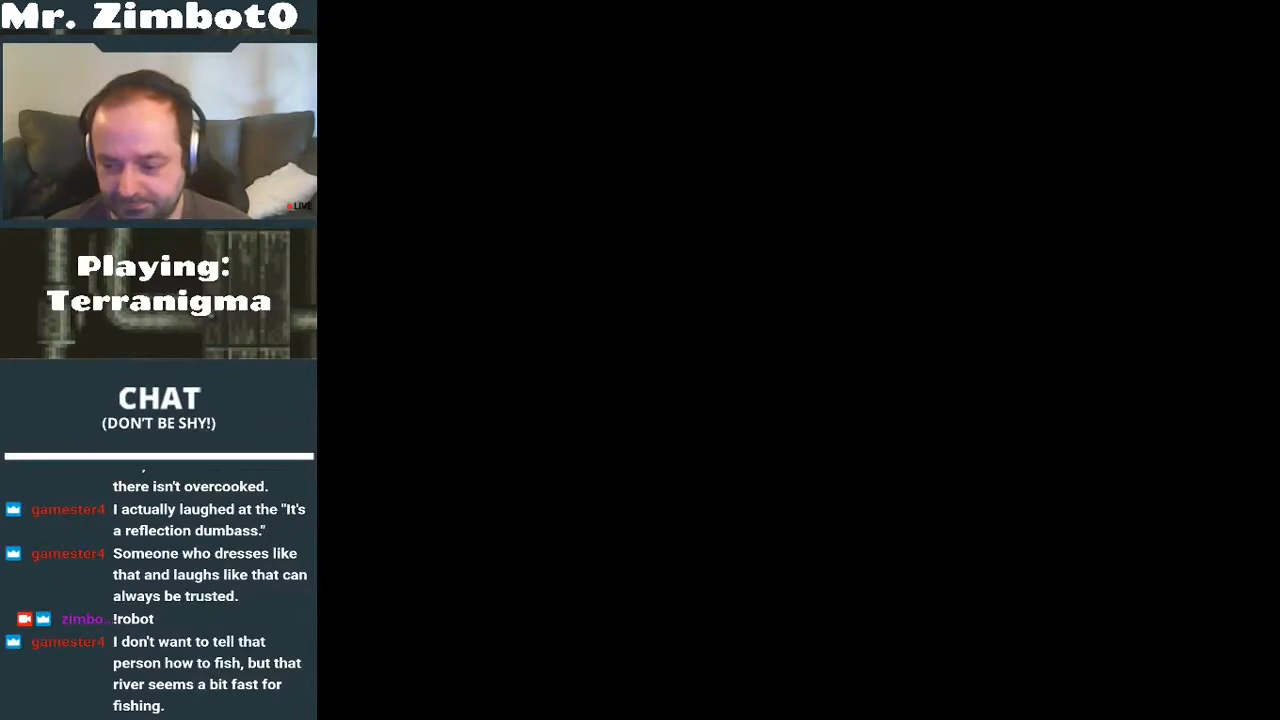 Mr. Zimbot0
LIVE
Playing:
Terranigma
CHAT
(DON'T BE SHY!)
there isn't overcooked.
gamester4 I actually laughed at the "It's
a reflection dumbass."
gamester4 Someone who dresses like
that and laughs like that can
always be trusted.
zimbo.. !robot
gamester4 I don't want to tell that
person how to fish, but that
river seems a bit fast for
fishing.